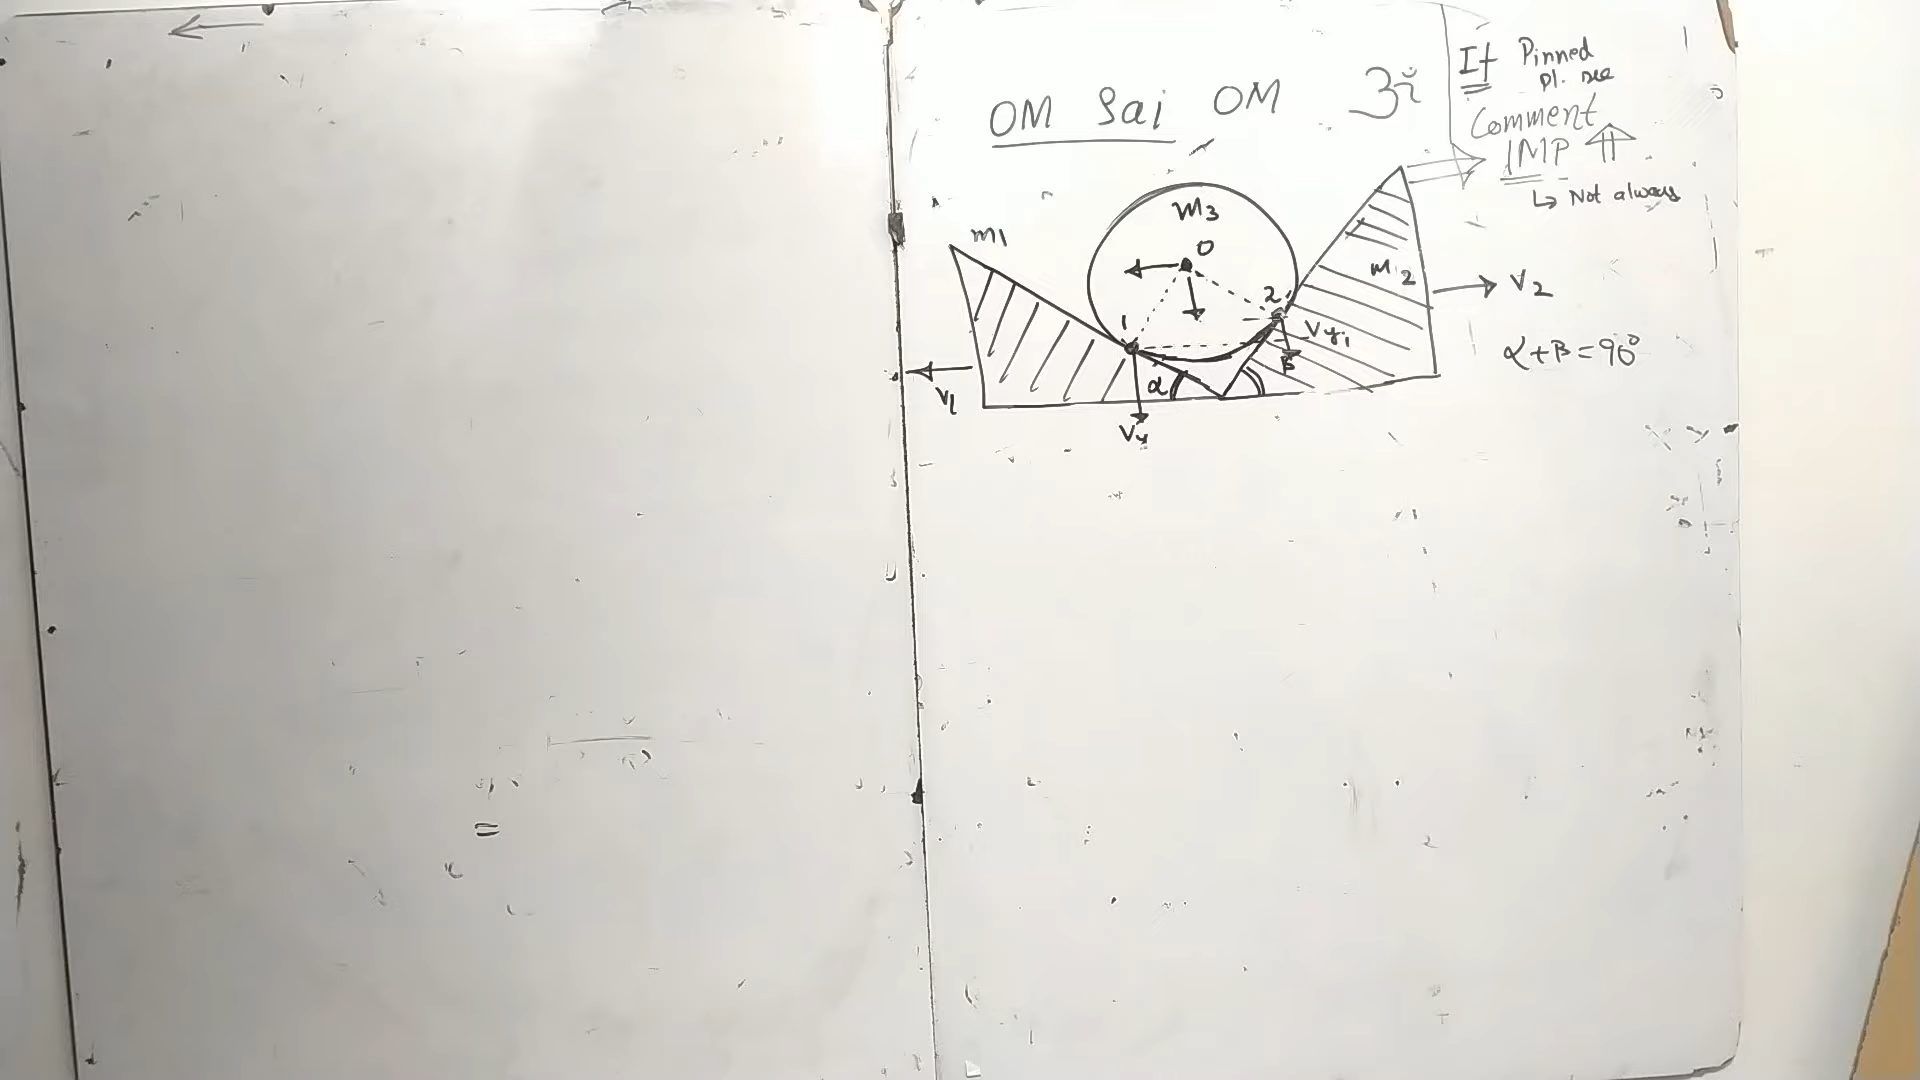 OM Sai OM ॐ
If Pinned
pl. see
Comment
IMP
↳ Not always
m3
O
m1
m2
V2
2
1
Vy1
α+β=90°
β
α
V1
Vy
=